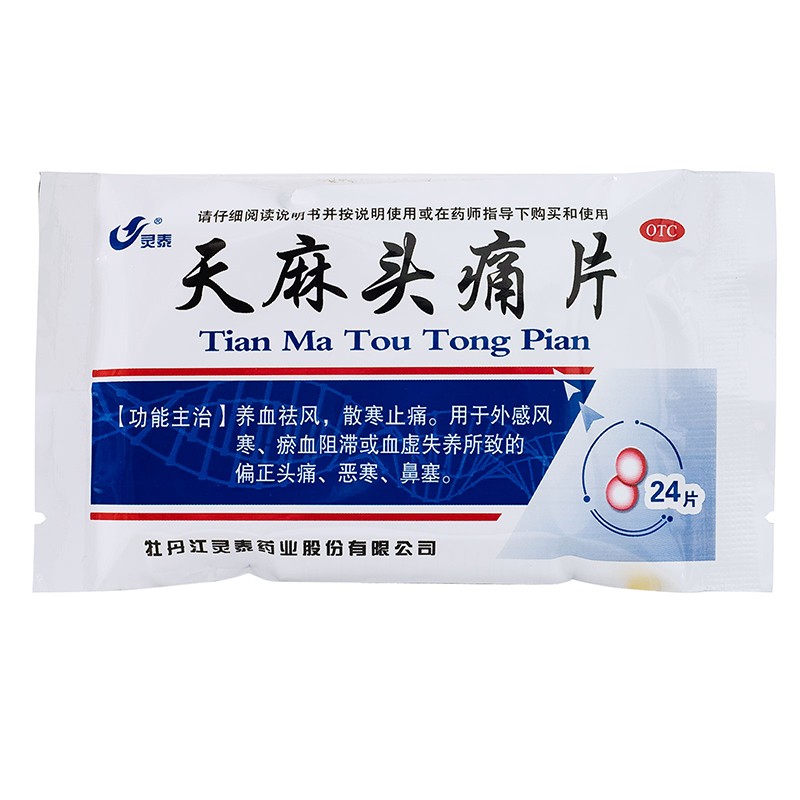 请仔细阅读说明书并按说明使用或在药师指导下购买和使用
灵泰®
OTC
天麻头痛片
Tian Ma Tou Tong Pian
【功能主治】养血祛风，散寒止痛。用于外感风
寒、瘀血阻滞或血虚失养所致的
偏正头痛、恶寒、鼻塞。
24片
牡丹江灵泰药业股份有限公司